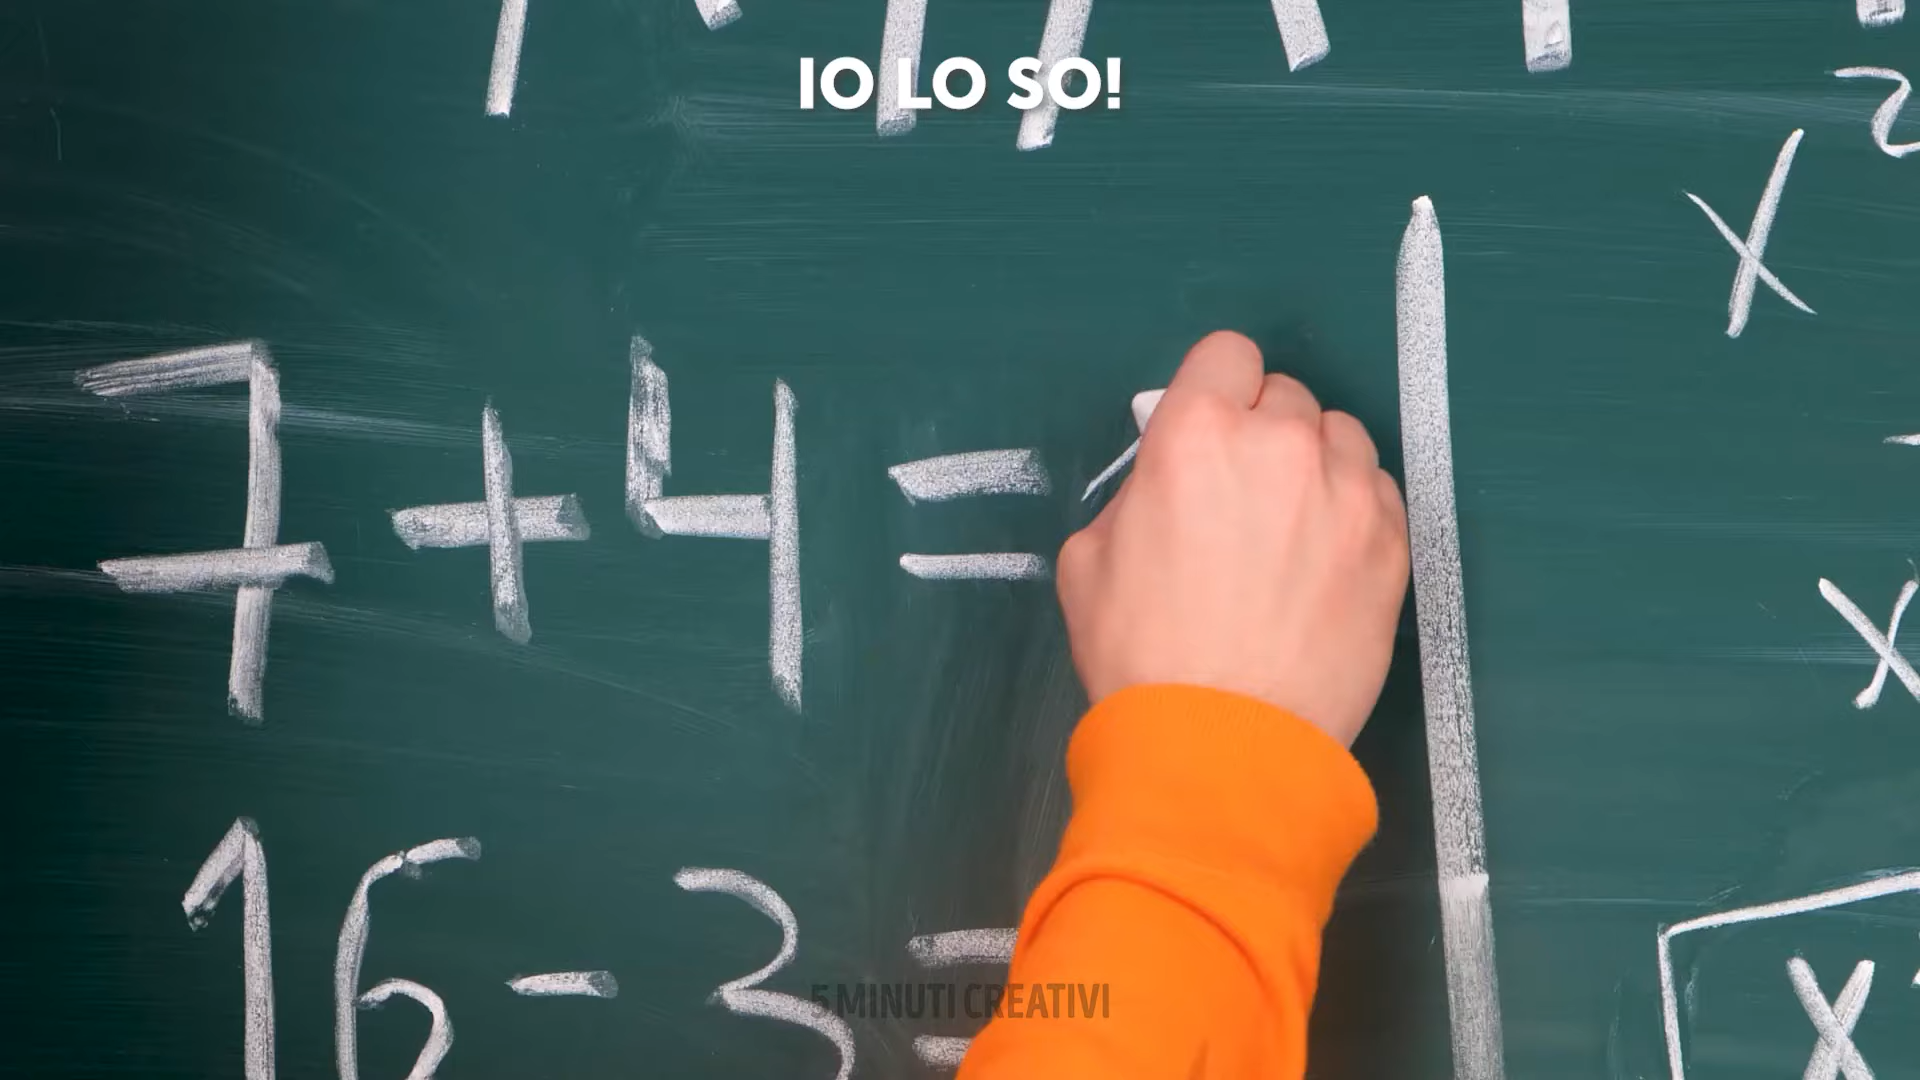 IO LO SO!
x
7+4=
x
16-3=
x
5 MINUTI CREATIVI